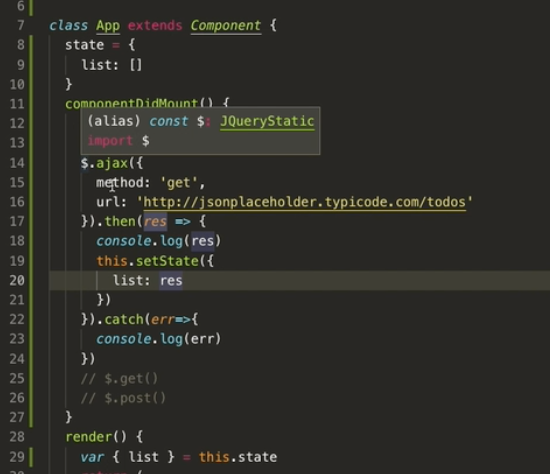 6
7 class App extends Component {
8 state = {
9 list: []
10 }
11 componentDidMount() {
12 (alias) const $: JQueryStatic
13 import $
14 $.ajax({
15 method: 'get',
16 url: 'http://jsonplaceholder.typicode.com/todos'
17 }).then(res => {
18 console.log(res)
19 this.setState({
20 list: res
21 })
22 }).catch(err=>{
23 console.log(err)
24 })
25 // $.get()
26 // $.post()
27 }
28 render() {
29 var { list } = this.state